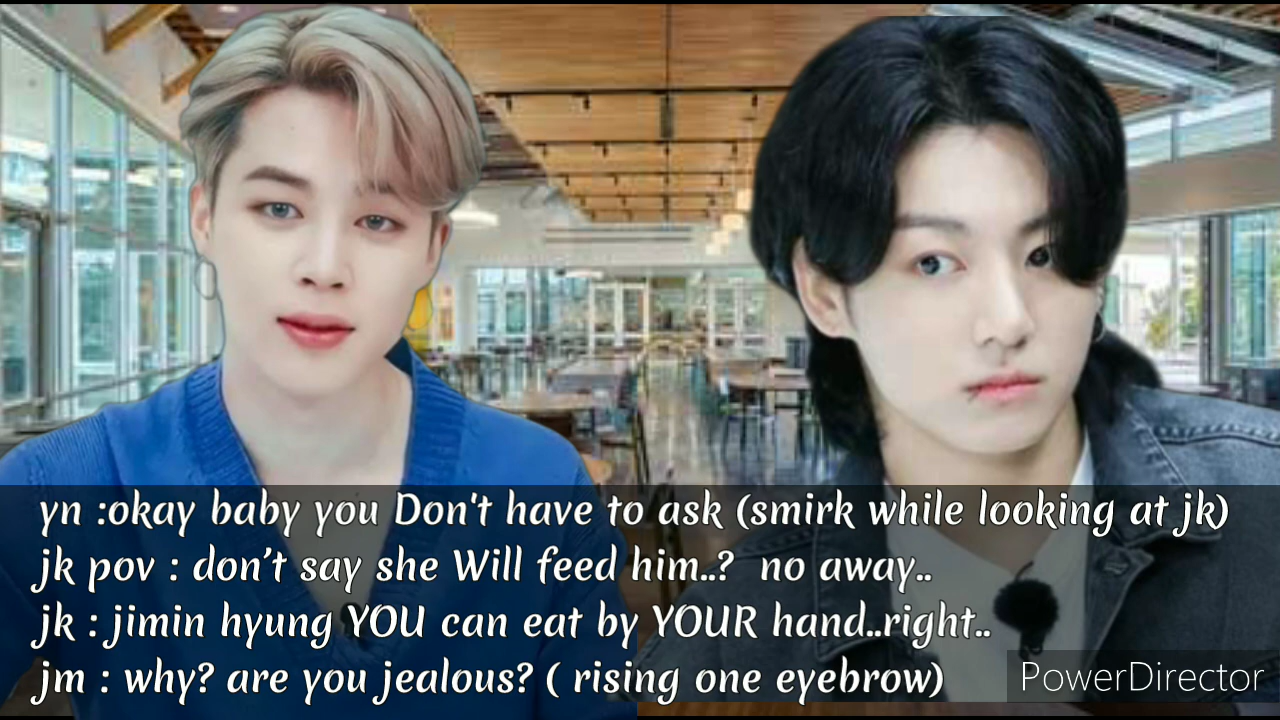 yn :okay baby you Don't have to ask (smirk while looking at jk)
jk pov : don't say she Will feed him..? no away..
jk : jimin hyung YOU can eat by YOUR hand..right..
jm : why? are you jealous? ( rising one eyebrow)
PowerDirector